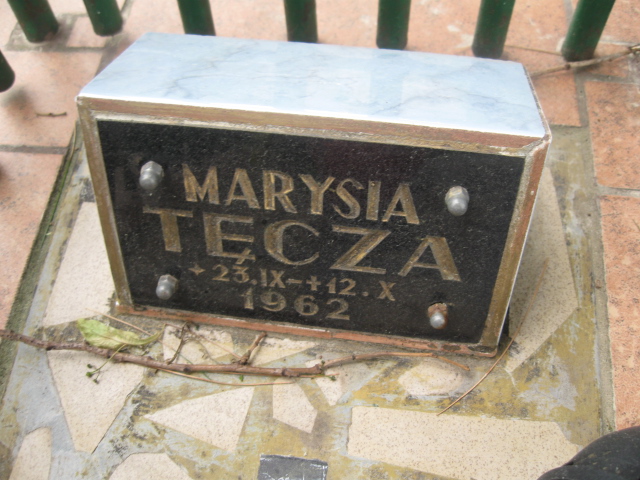 MARYSIA
TĘCZA
+23.IX-+12.X
1962